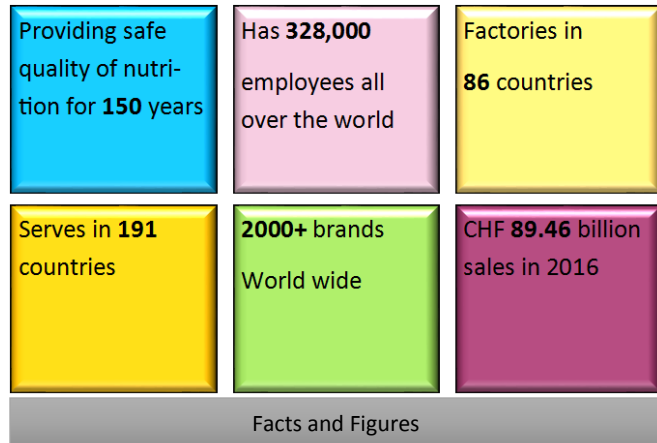 Providing safe
quality of nutri-
tion for 150 years
Has 328,000
employees all
over the world
Factories in
86 countries
Serves in 191
countries
2000+ brands
World wide
CHF 89.46 billion
sales in 2016
Facts and Figures